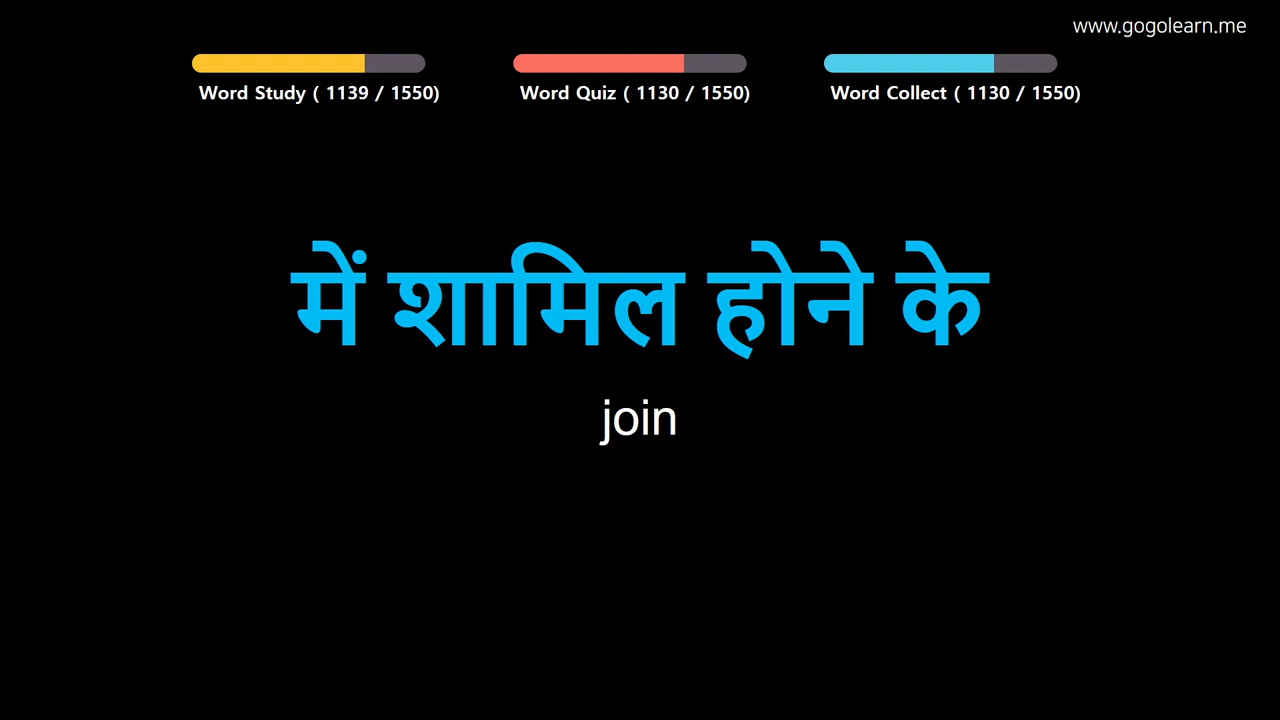 www.gogolearn.me
Word Study ( 1139 / 1550)
Word Quiz ( 1130 / 1550)
Word Collect ( 1130 / 1550)
में शामिल होने के
join